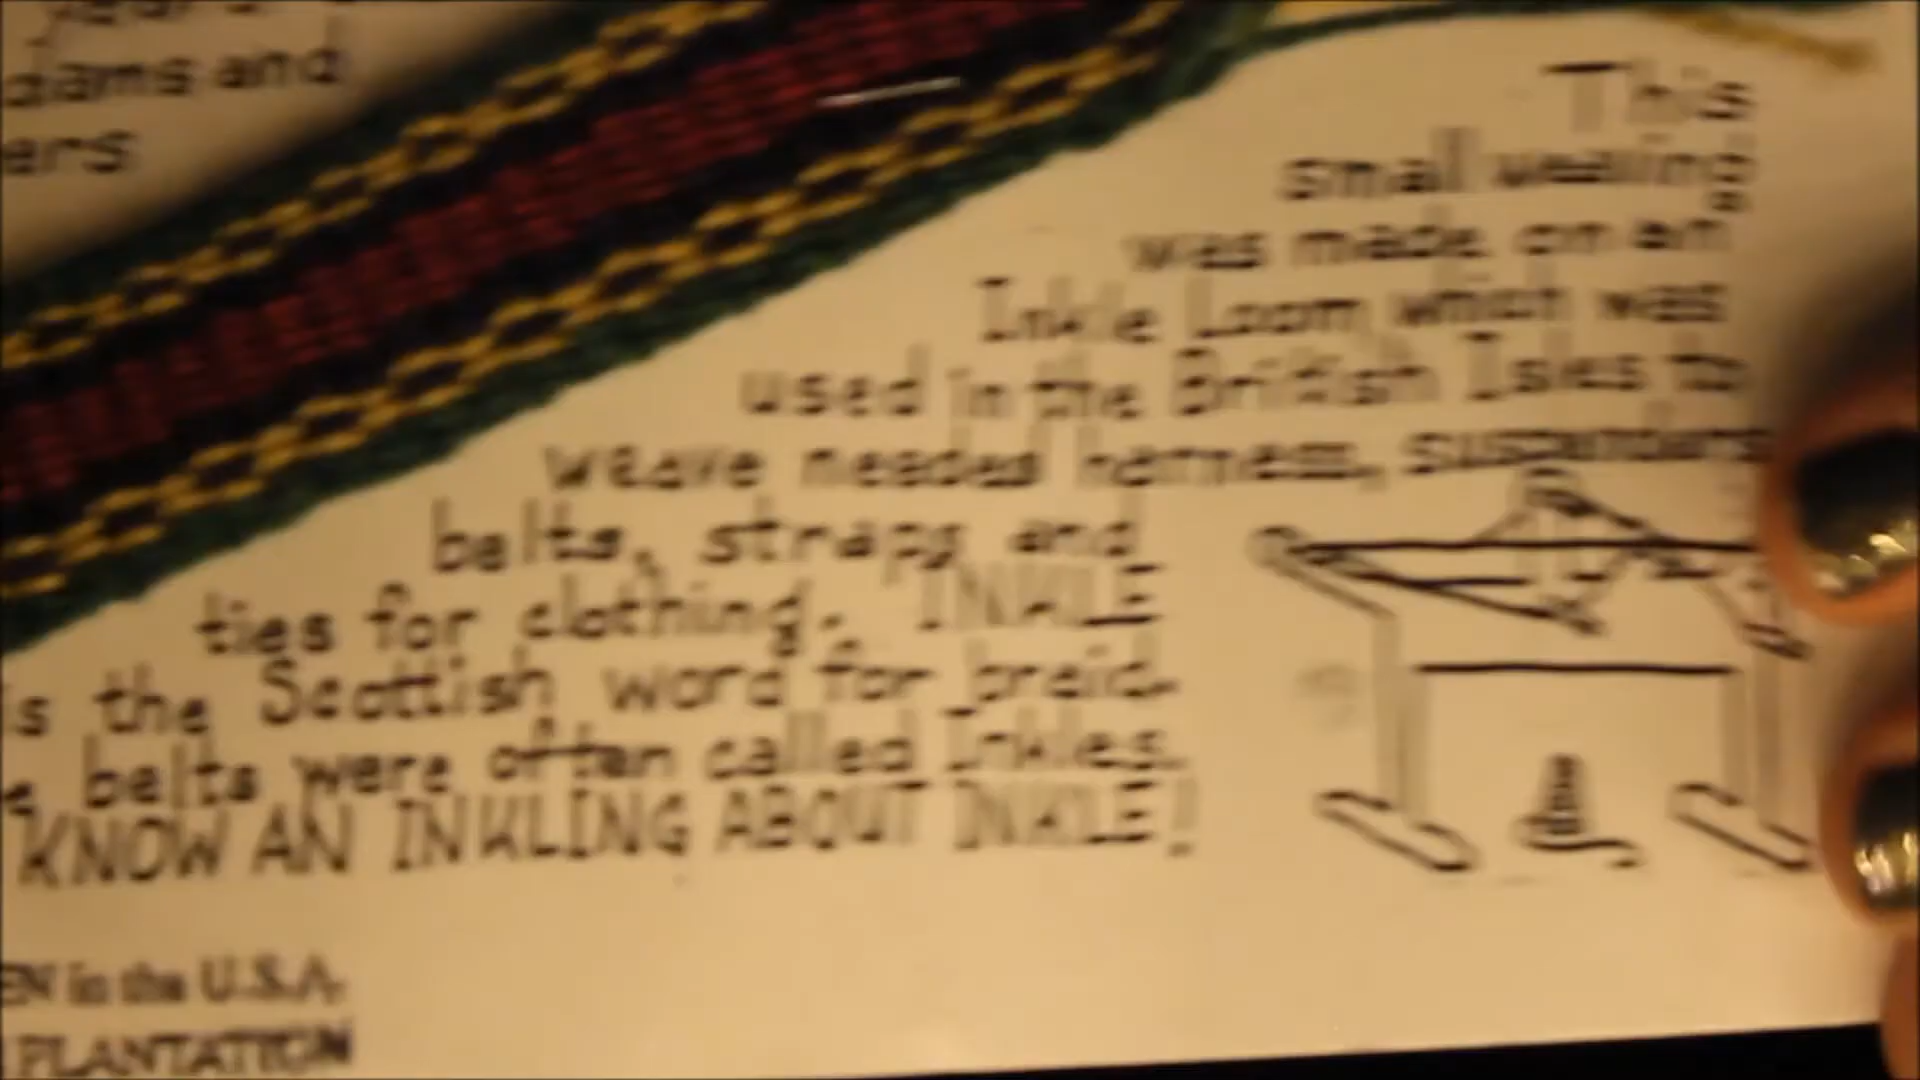 and
ers
This
small weaving
was made on an
Inkle Loom which was
used in the British Isles to
weave needed harness, suspenders
belts, straps and
ties for clothing. INKLE
s the Scottish word for braid.
e belts were often called Inkles.
KNOW AN INKLING ABOUT INKLE!
EN in the U.S.A.
PLANTATION